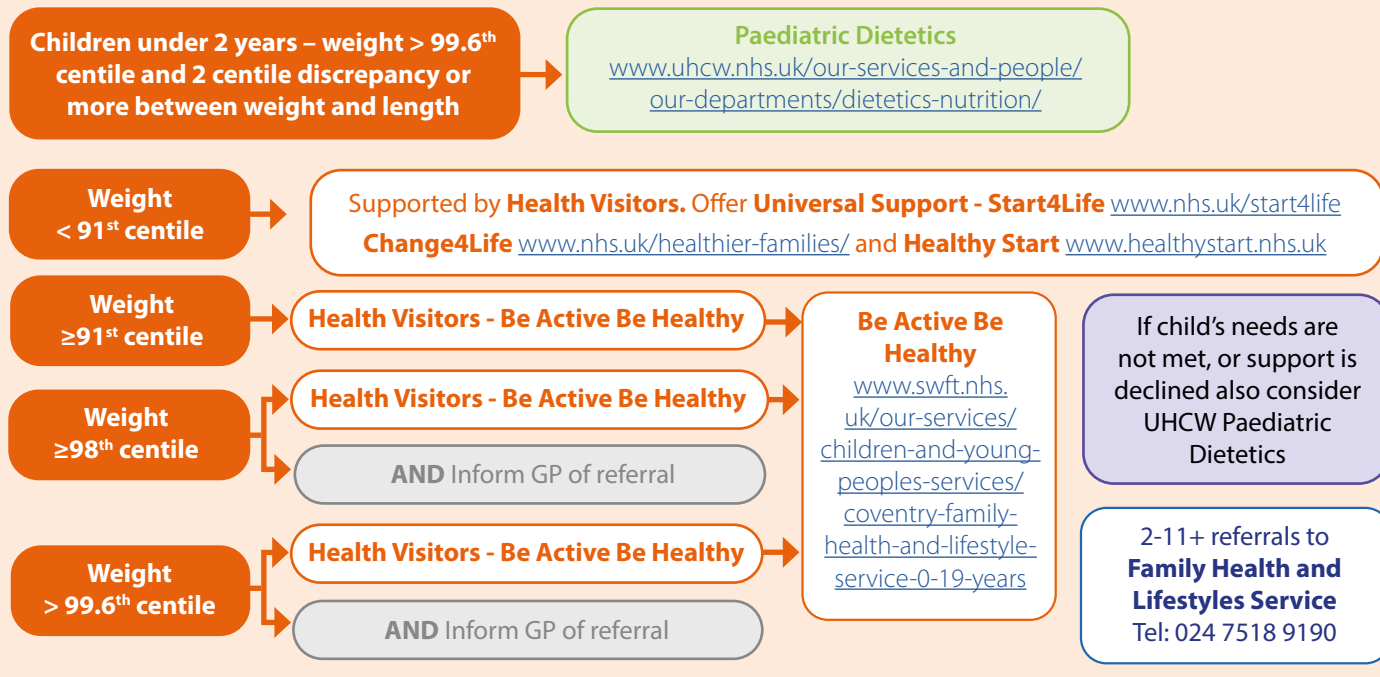 Children under 2 years – weight > 99.6th
centile and 2 centile discrepancy or
more between weight and length
Paediatric Dietetics
www.uhcw.nhs.uk/our-services-and-people/
our-departments/dietetics-nutrition/
Weight
< 91st centile
Supported by Health Visitors. Offer Universal Support - Start4Life www.nhs.uk/start4life
Change4Life www.nhs.uk/healthier-families/ and Healthy Start www.healthystart.nhs.uk
Weight
≥91st centile
Health Visitors - Be Active Be Healthy
Weight
≥98th centile
Health Visitors - Be Active Be Healthy
AND Inform GP of referral
Weight
> 99.6th centile
Health Visitors - Be Active Be Healthy
AND Inform GP of referral
Be Active Be
Healthy
www.swft.nhs.
uk/our-services/
children-and-young-
peoples-services/
coventry-family-
health-and-lifestyle-
service-0-19-years
If child's needs are
not met, or support is
declined also consider
UHCW Paediatric
Dietetics
2-11+ referrals to
Family Health and
Lifestyles Service
Tel: 024 7518 9190